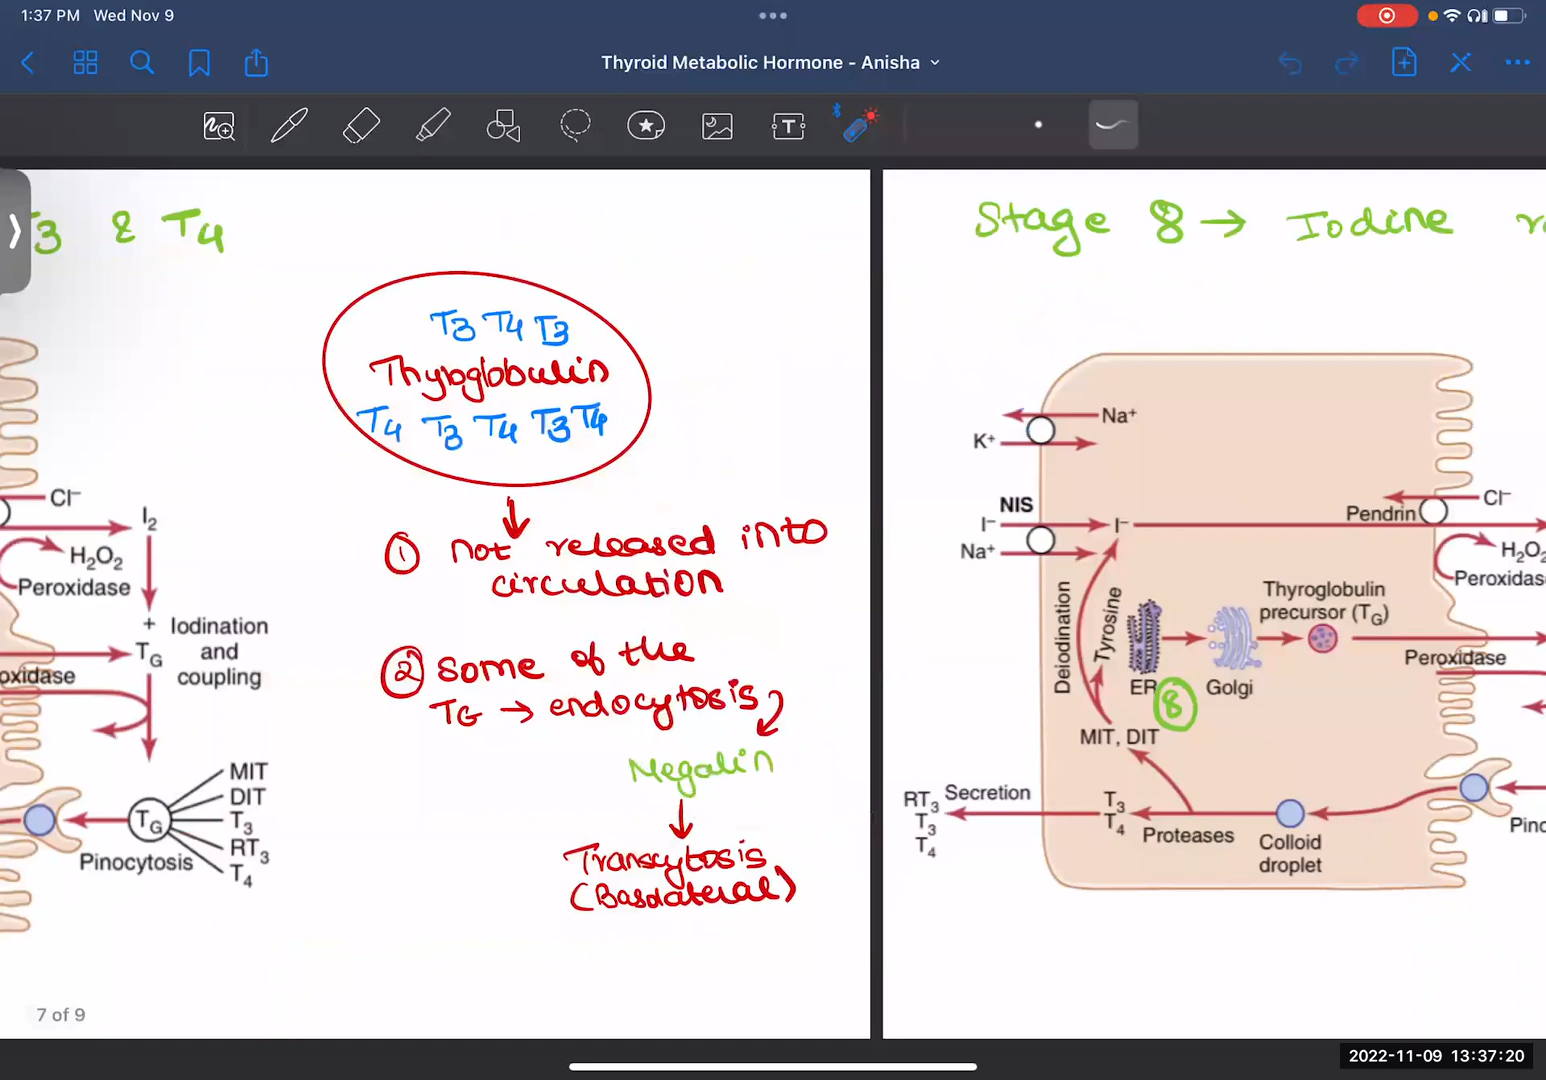 1:37 PM Wed Nov 9
Thyroid Metabolic Hormone - Anisha
T3 & T4
T3 T4 T3
Thyroglobulin
T4 T3 T4 T3 T4
① not released into
circulation
② Some of the
TG → endocytosis
Megalin
↓
Transcytosis
(Basolateral)
Cl⁻
I₂
H₂O₂
Peroxidase
+
Iodination
and
coupling
TG
oxidase
MIT
DIT
T₃
RT₃
T₄
TG
Pinocytosis
7 of 9
Stage 8 → Iodine
Na⁺
K⁺
NIS
I⁻
I⁻
Na⁺
Pendrin
Cl⁻
H₂O₂
Peroxidas
Deiodination
Tyrosine
Thyroglobulin
precursor (TG)
Peroxidase
ER
8
Golgi
MIT, DIT
RT₃
T₃
T₄
Secretion
T₃
T₄
Proteases
Colloid
droplet
Pinc
2022-11-09 13:37:20